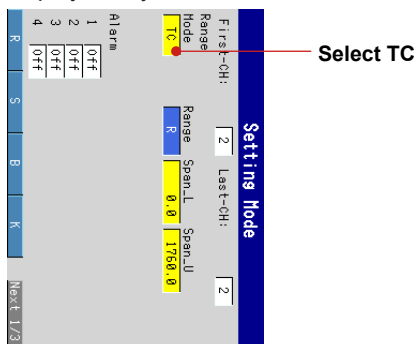 Setting Mode
First-CH: 2 Last-CH: 2
Range
Mode Range Span_L Span_U
TC R 0.0 1760.0
Alarm
1 Off
2 Off
3 Off
4 Off
R S B K Next 1/3
Select TC